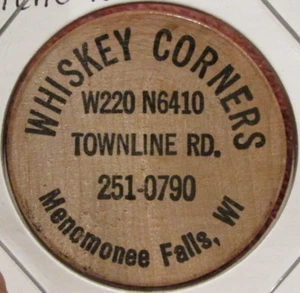 WHISKEY CORNERS
W220 N6410
TOWNLINE RD.
251-0790
Menomonee Falls, WI